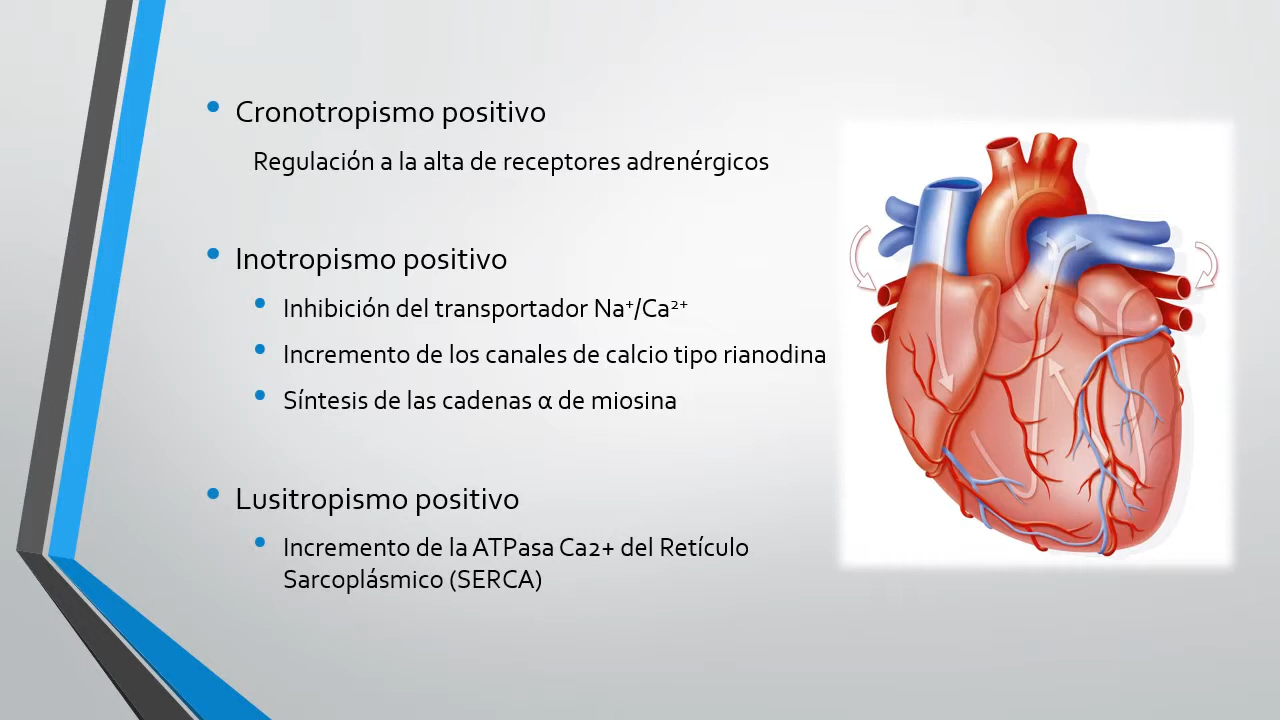 Cronotropismo positivo
Regulación a la alta de receptores adrenérgicos
Inotropismo positivo
Inhibición del transportador Na⁺/Ca²⁺
Incremento de los canales de calcio tipo rianodina
Síntesis de las cadenas α de miosina
Lusitropismo positivo
Incremento de la ATPasa Ca2+ del Retículo
Sarcoplásmico (SERCA)